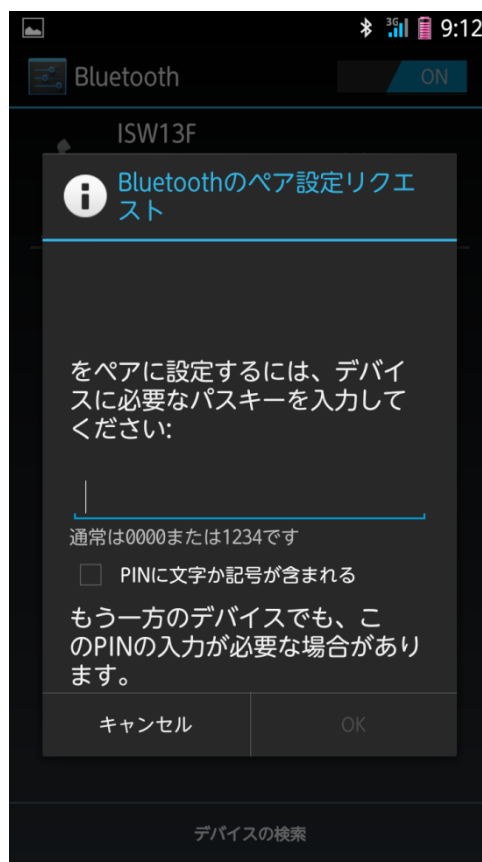 3G 9:12
Bluetooth ON
ISW13F
Bluetoothのペア設定リクエ
スト
をペアに設定するには、デバイ
スに必要なパスキーを入力して
ください:
通常は0000または1234です
PINに文字か記号が含まれる
もう一方のデバイスでも、こ
のPINの入力が必要な場合があり
ます。
キャンセル OK
デバイスの検索